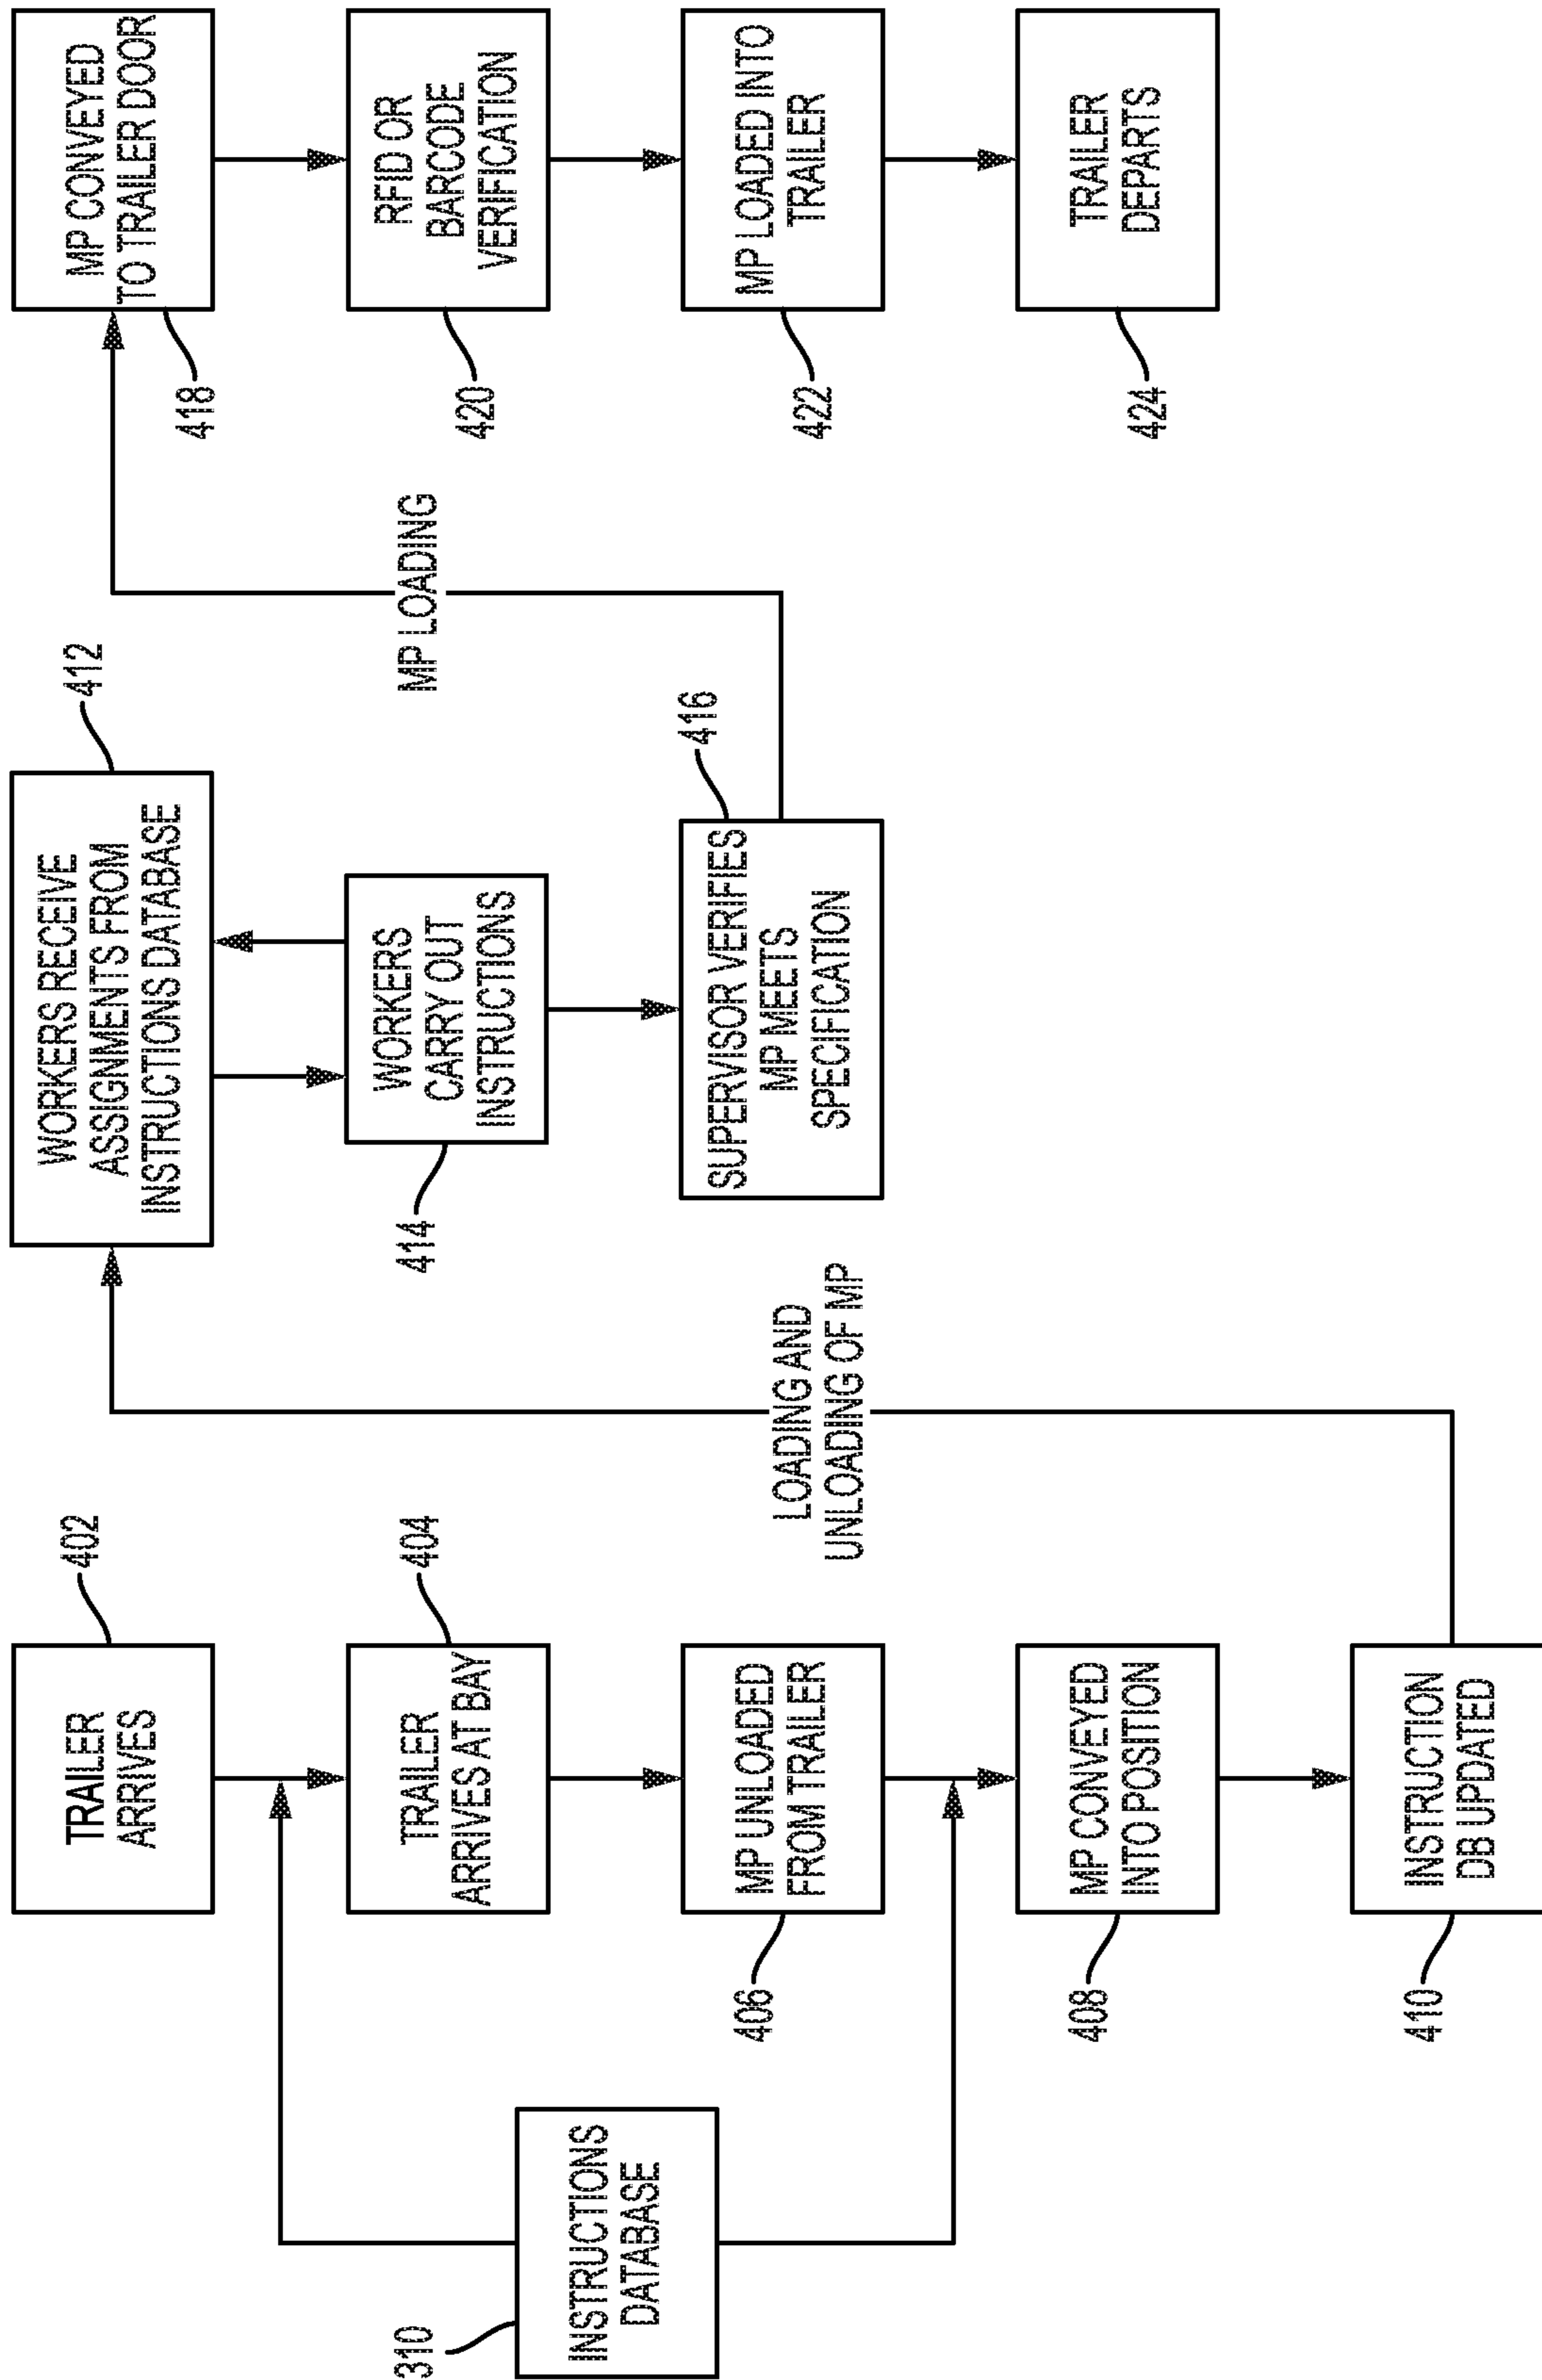 310
INSTRUCTIONS
DATABASE
402
TRAILER
ARRIVES
404
TRAILER
ARRIVES AT BAY
406
MP UNLOADED
FROM TRAILER
408
MP CONVEYED
INTO POSITION
410
INSTRUCTION
DB UPDATED
LOADING AND
UNLOADING OF MP
412
WORKERS RECEIVE
ASSIGNMENTS FROM
INSTRUCTIONS DATABASE
414
WORKERS
CARRY OUT
INSTRUCTIONS
416
SUPERVISOR VERIFIES
MP MEETS
SPECIFICATION
MP LOADING
418
MP CONVEYED
TO TRAILER DOOR
420
RFID OR
BARCODE
VERIFICATION
422
MP LOADED INTO
TRAILER
424
TRAILER
DEPARTS